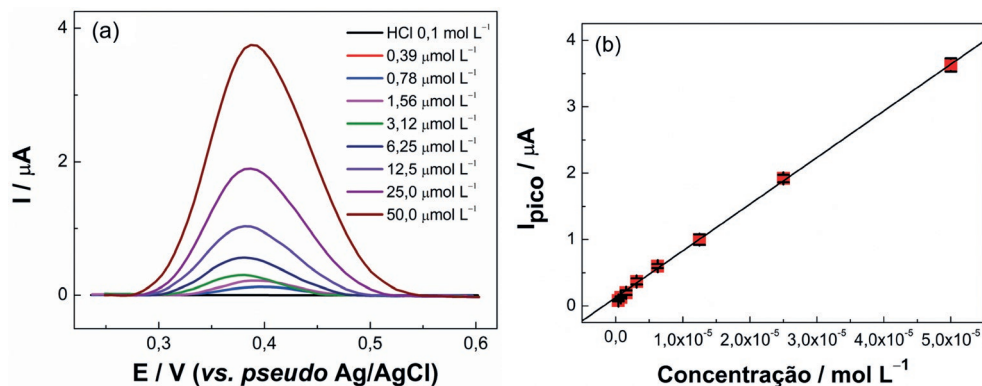 (a)
HCl 0,1 mol L⁻¹
0,39 μmol L⁻¹
0,78 μmol L⁻¹
1,56 μmol L⁻¹
3,12 μmol L⁻¹
6,25 μmol L⁻¹
12,5 μmol L⁻¹
25,0 μmol L⁻¹
50,0 μmol L⁻¹
I / μA
4
2
0
0,3 0,4 0,5 0,6
E / V (vs. pseudo Ag/AgCl)
(b)
Ipico / μA
4
3
2
1
0
0,0 1,0x10⁻⁵ 2,0x10⁻⁵ 3,0x10⁻⁵ 4,0x10⁻⁵ 5,0x10⁻⁵
Concentração / mol L⁻¹